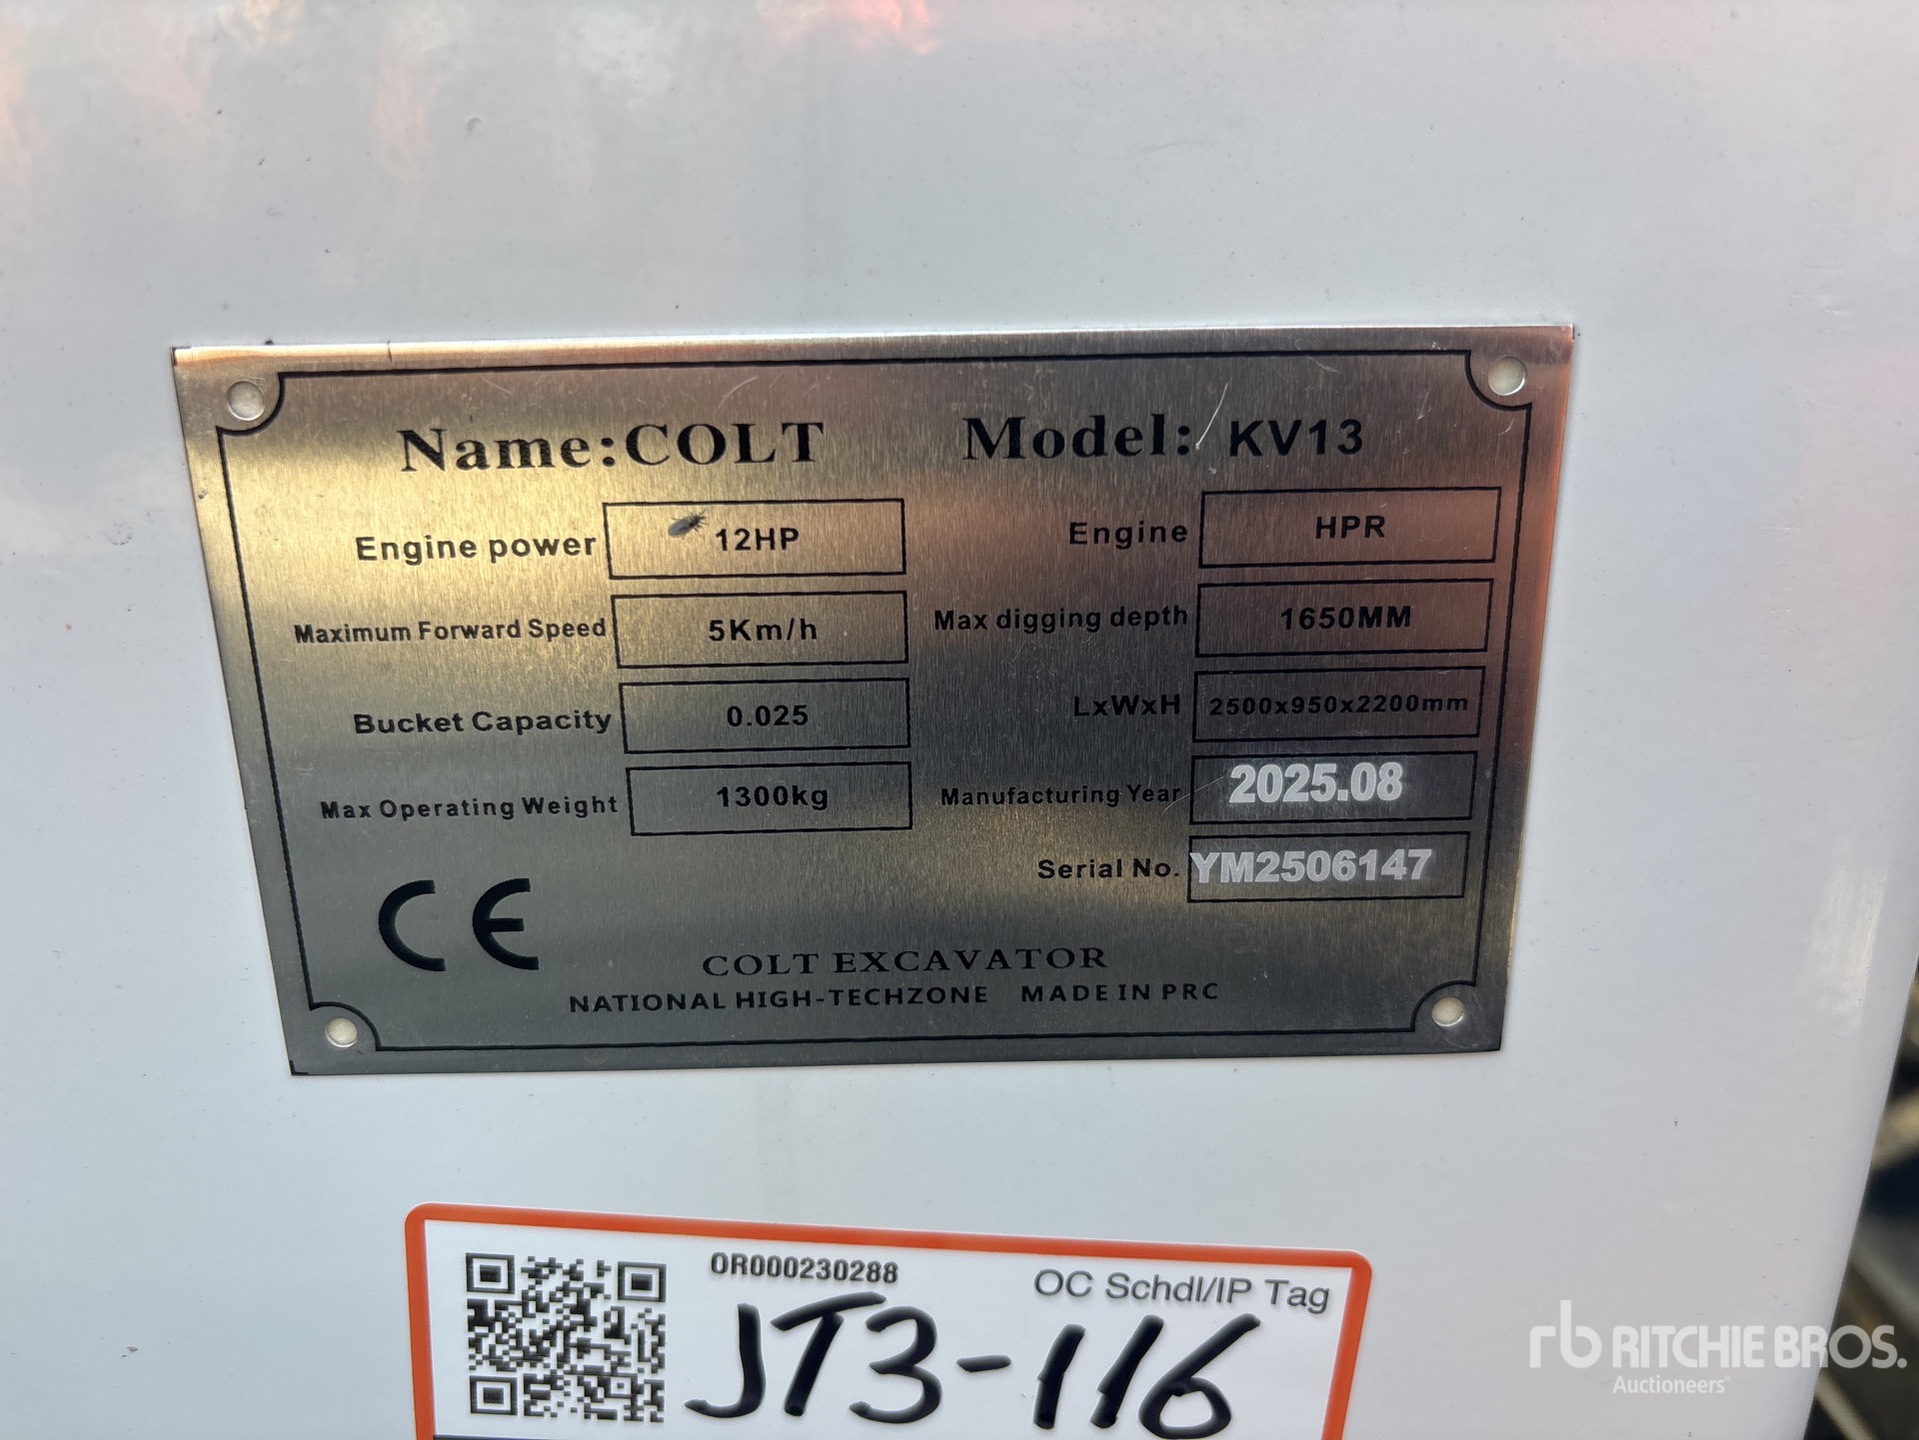 Name:COLT Model: KV13
Engine power 12HP Engine HPR
Maximum Forward Speed 5Km/h Max digging depth 1650MM
Bucket Capacity 0.025 LxWxH 2500x950x2200mm
Max Operating Weight 1300kg Manufacturing Year 2025.08
Serial No. YM2506147
CE
COLT EXCAVATOR
NATIONAL HIGH-TECHZONE MADE IN PRC
OR000230288 OC Schdl/IP Tag
JT3-116
rb RITCHIE BROS.
Auctioneers